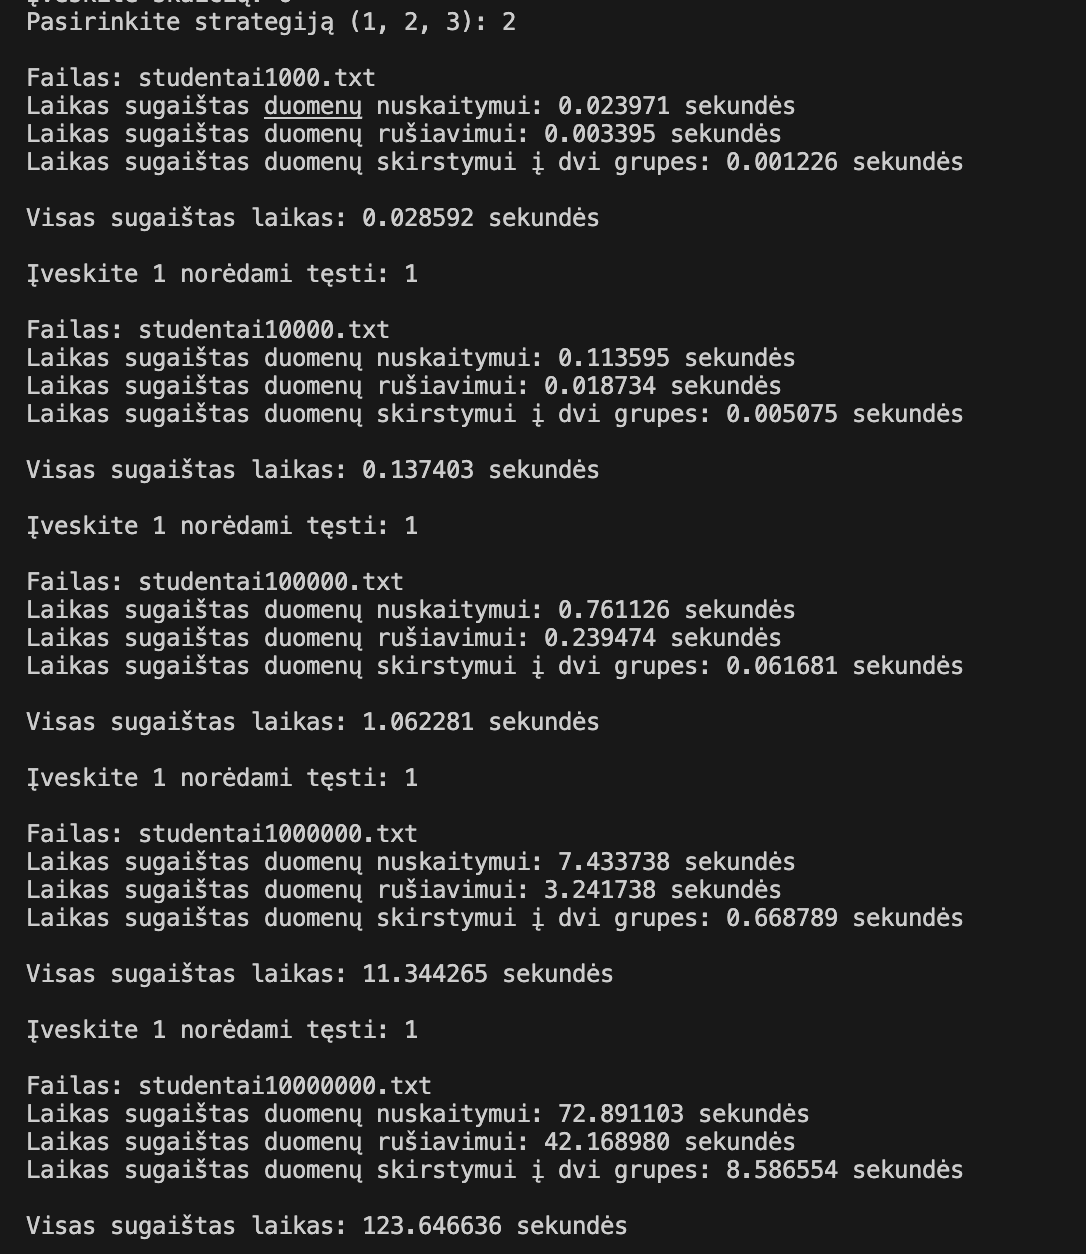 Pasirinkite strategiją (1, 2, 3): 2
Failas: studentai1000.txt
Laikas sugaištas duomenų nuskaitymui: 0.023971 sekundės
Laikas sugaištas duomenų rušiavimui: 0.003395 sekundės
Laikas sugaištas duomenų skirstymui į dvi grupes: 0.001226 sekundės
Visas sugaištas laikas: 0.028592 sekundės
Įveskite 1 norėdami tęsti: 1
Failas: studentai10000.txt
Laikas sugaištas duomenų nuskaitymui: 0.113595 sekundės
Laikas sugaištas duomenų rušiavimui: 0.018734 sekundės
Laikas sugaištas duomenų skirstymui į dvi grupes: 0.005075 sekundės
Visas sugaištas laikas: 0.137403 sekundės
Įveskite 1 norėdami tęsti: 1
Failas: studentai100000.txt
Laikas sugaištas duomenų nuskaitymui: 0.761126 sekundės
Laikas sugaištas duomenų rušiavimui: 0.239474 sekundės
Laikas sugaištas duomenų skirstymui į dvi grupes: 0.061681 sekundės
Visas sugaištas laikas: 1.062281 sekundės
Įveskite 1 norėdami tęsti: 1
Failas: studentai1000000.txt
Laikas sugaištas duomenų nuskaitymui: 7.433738 sekundės
Laikas sugaištas duomenų rušiavimui: 3.241738 sekundės
Laikas sugaištas duomenų skirstymui į dvi grupes: 0.668789 sekundės
Visas sugaištas laikas: 11.344265 sekundės
Įveskite 1 norėdami tęsti: 1
Failas: studentai10000000.txt
Laikas sugaištas duomenų nuskaitymui: 72.891103 sekundės
Laikas sugaištas duomenų rušiavimui: 42.168980 sekundės
Laikas sugaištas duomenų skirstymui į dvi grupes: 8.586554 sekundės
Visas sugaištas laikas: 123.646636 sekundės